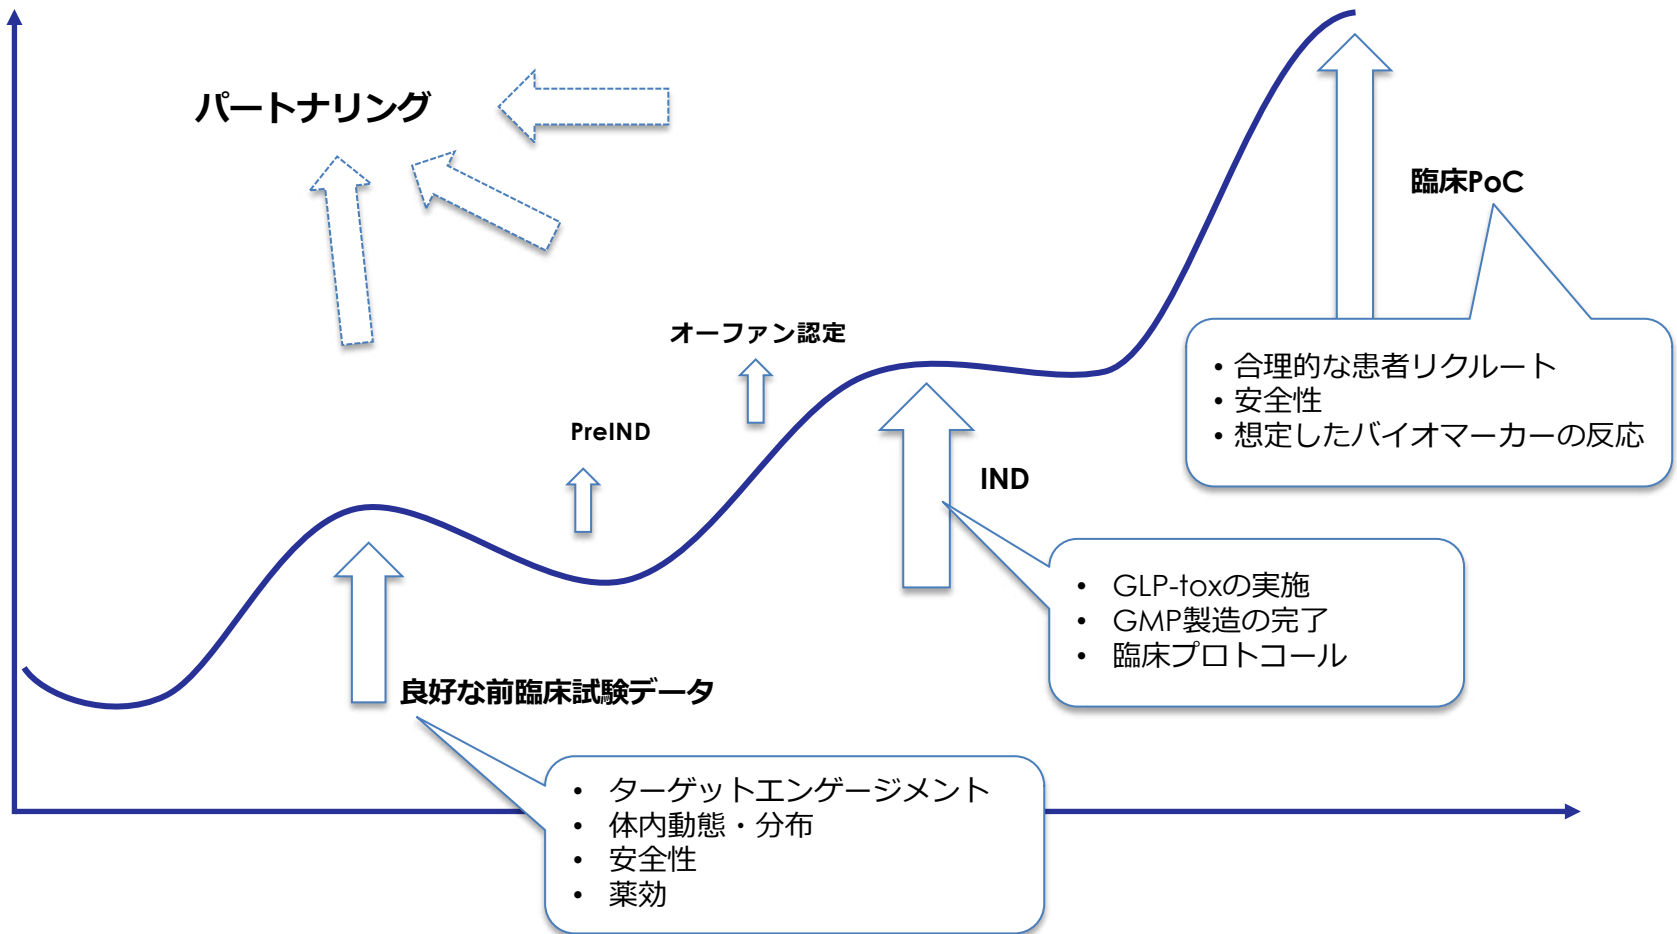 パートナリング
臨床PoC
オーファン認定
• 合理的な患者リクルート
• 安全性
• 想定したバイオマーカーの反応
PreIND
IND
• GLP-toxの実施
• GMP製造の完了
• 臨床プロトコール
良好な前臨床試験データ
• ターゲットエンゲージメント
• 体内動態・分布
• 安全性
• 薬効